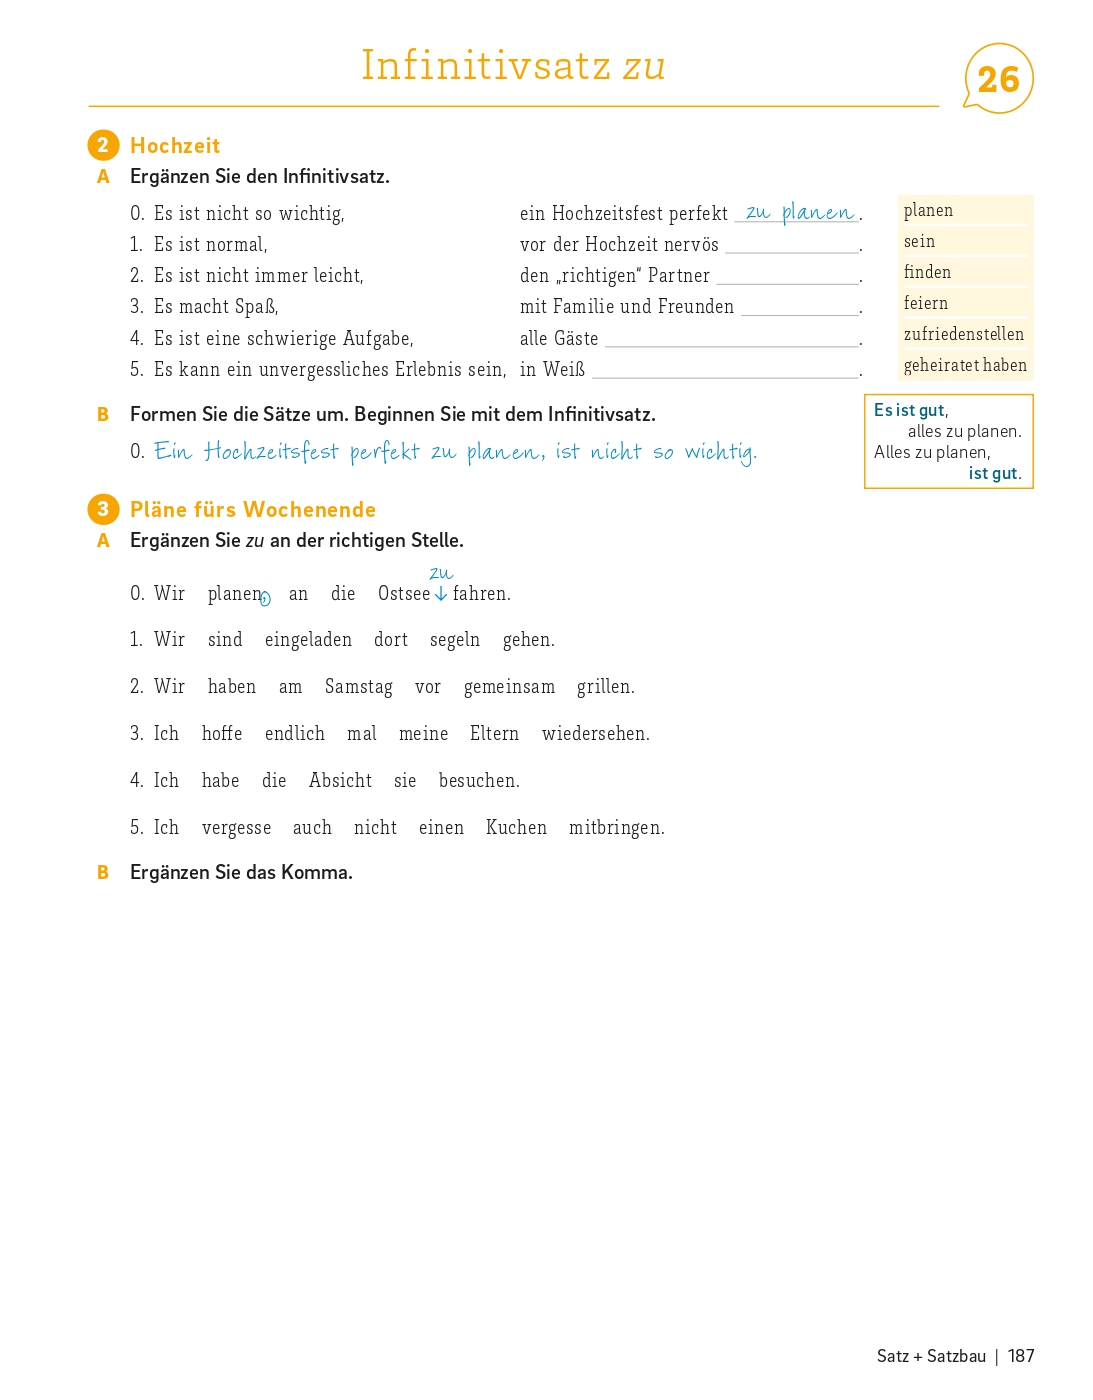 Infinitivsatz zu
26
2 Hochzeit
A Ergänzen Sie den Infinitivsatz.
0. Es ist nicht so wichtig, ein Hochzeitsfest perfekt zu planen.
1. Es ist normal, vor der Hochzeit nervös ____________.
2. Es ist nicht immer leicht, den „richtigen“ Partner ____________.
3. Es macht Spaß, mit Familie und Freunden ____________.
4. Es ist eine schwierige Aufgabe, alle Gäste ____________.
5. Es kann ein unvergessliches Erlebnis sein, in Weiß ____________.
planen
sein
finden
feiern
zufriedenstellen
geheiratet haben
B Formen Sie die Sätze um. Beginnen Sie mit dem Infinitivsatz.
0. Ein Hochzeitsfest perfekt zu planen, ist nicht so wichtig.
Es ist gut,
alles zu planen.
Alles zu planen,
ist gut.
3 Pläne fürs Wochenende
A Ergänzen Sie zu an der richtigen Stelle.
zu
0. Wir planen, an die Ostsee ↓ fahren.
1. Wir sind eingeladen dort segeln gehen.
2. Wir haben am Samstag vor gemeinsam grillen.
3. Ich hoffe endlich mal meine Eltern wiedersehen.
4. Ich habe die Absicht sie besuchen.
5. Ich vergesse auch nicht einen Kuchen mitbringen.
B Ergänzen Sie das Komma.
Satz + Satzbau | 187